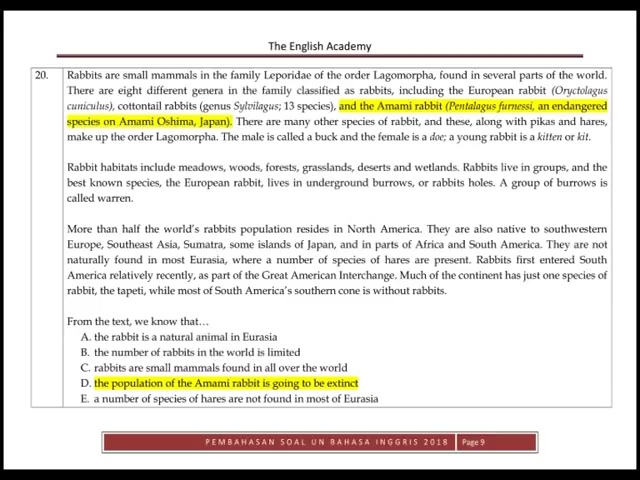 The English Academy
20. Rabbits are small mammals in the family Leporidae of the order Lagomorpha, found in several parts of the world.
There are eight different genera in the family classified as rabbits, including the European rabbit (Oryctolagus
cuniculus), cottontail rabbits (genus Sylvilagus; 13 species), and the Amami rabbit (Pentalagus furnessi, an endangered
species on Amami Oshima, Japan). There are many other species of rabbit, and these, along with pikas and hares,
make up the order Lagomorpha. The male is called a buck and the female is a doe; a young rabbit is a kitten or kit.
Rabbit habitats include meadows, woods, forests, grasslands, deserts and wetlands. Rabbits live in groups, and the
best known species, the European rabbit, lives in underground burrows, or rabbits holes. A group of burrows is
called warren.
More than half the world's rabbits population resides in North America. They are also native to southwestern
Europe, Southeast Asia, Sumatra, some islands of Japan, and in parts of Africa and South America. They are not
naturally found in most Eurasia, where a number of species of hares are present. Rabbits first entered South
America relatively recently, as part of the Great American Interchange. Much of the continent has just one species of
rabbit, the tapeti, while most of South America's southern cone is without rabbits.
From the text, we know that…
A. the rabbit is a natural animal in Eurasia
B. the number of rabbits in the world is limited
C. rabbits are small mammals found in all over the world
D. the population of the Amami rabbit is going to be extinct
E. a number of species of hares are not found in most of Eurasia
PEMBAHASAN SOAL UN BAHASA INGGRIS 2018 Page 9